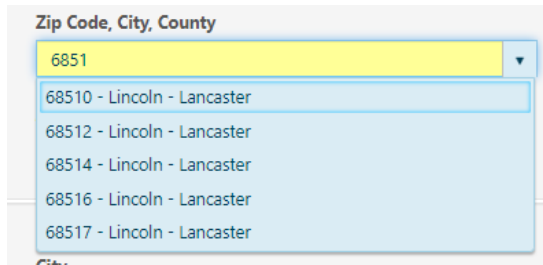 Zip Code, City, County
6851
68510 - Lincoln - Lancaster
68512 - Lincoln - Lancaster
68514 - Lincoln - Lancaster
68516 - Lincoln - Lancaster
68517 - Lincoln - Lancaster
City